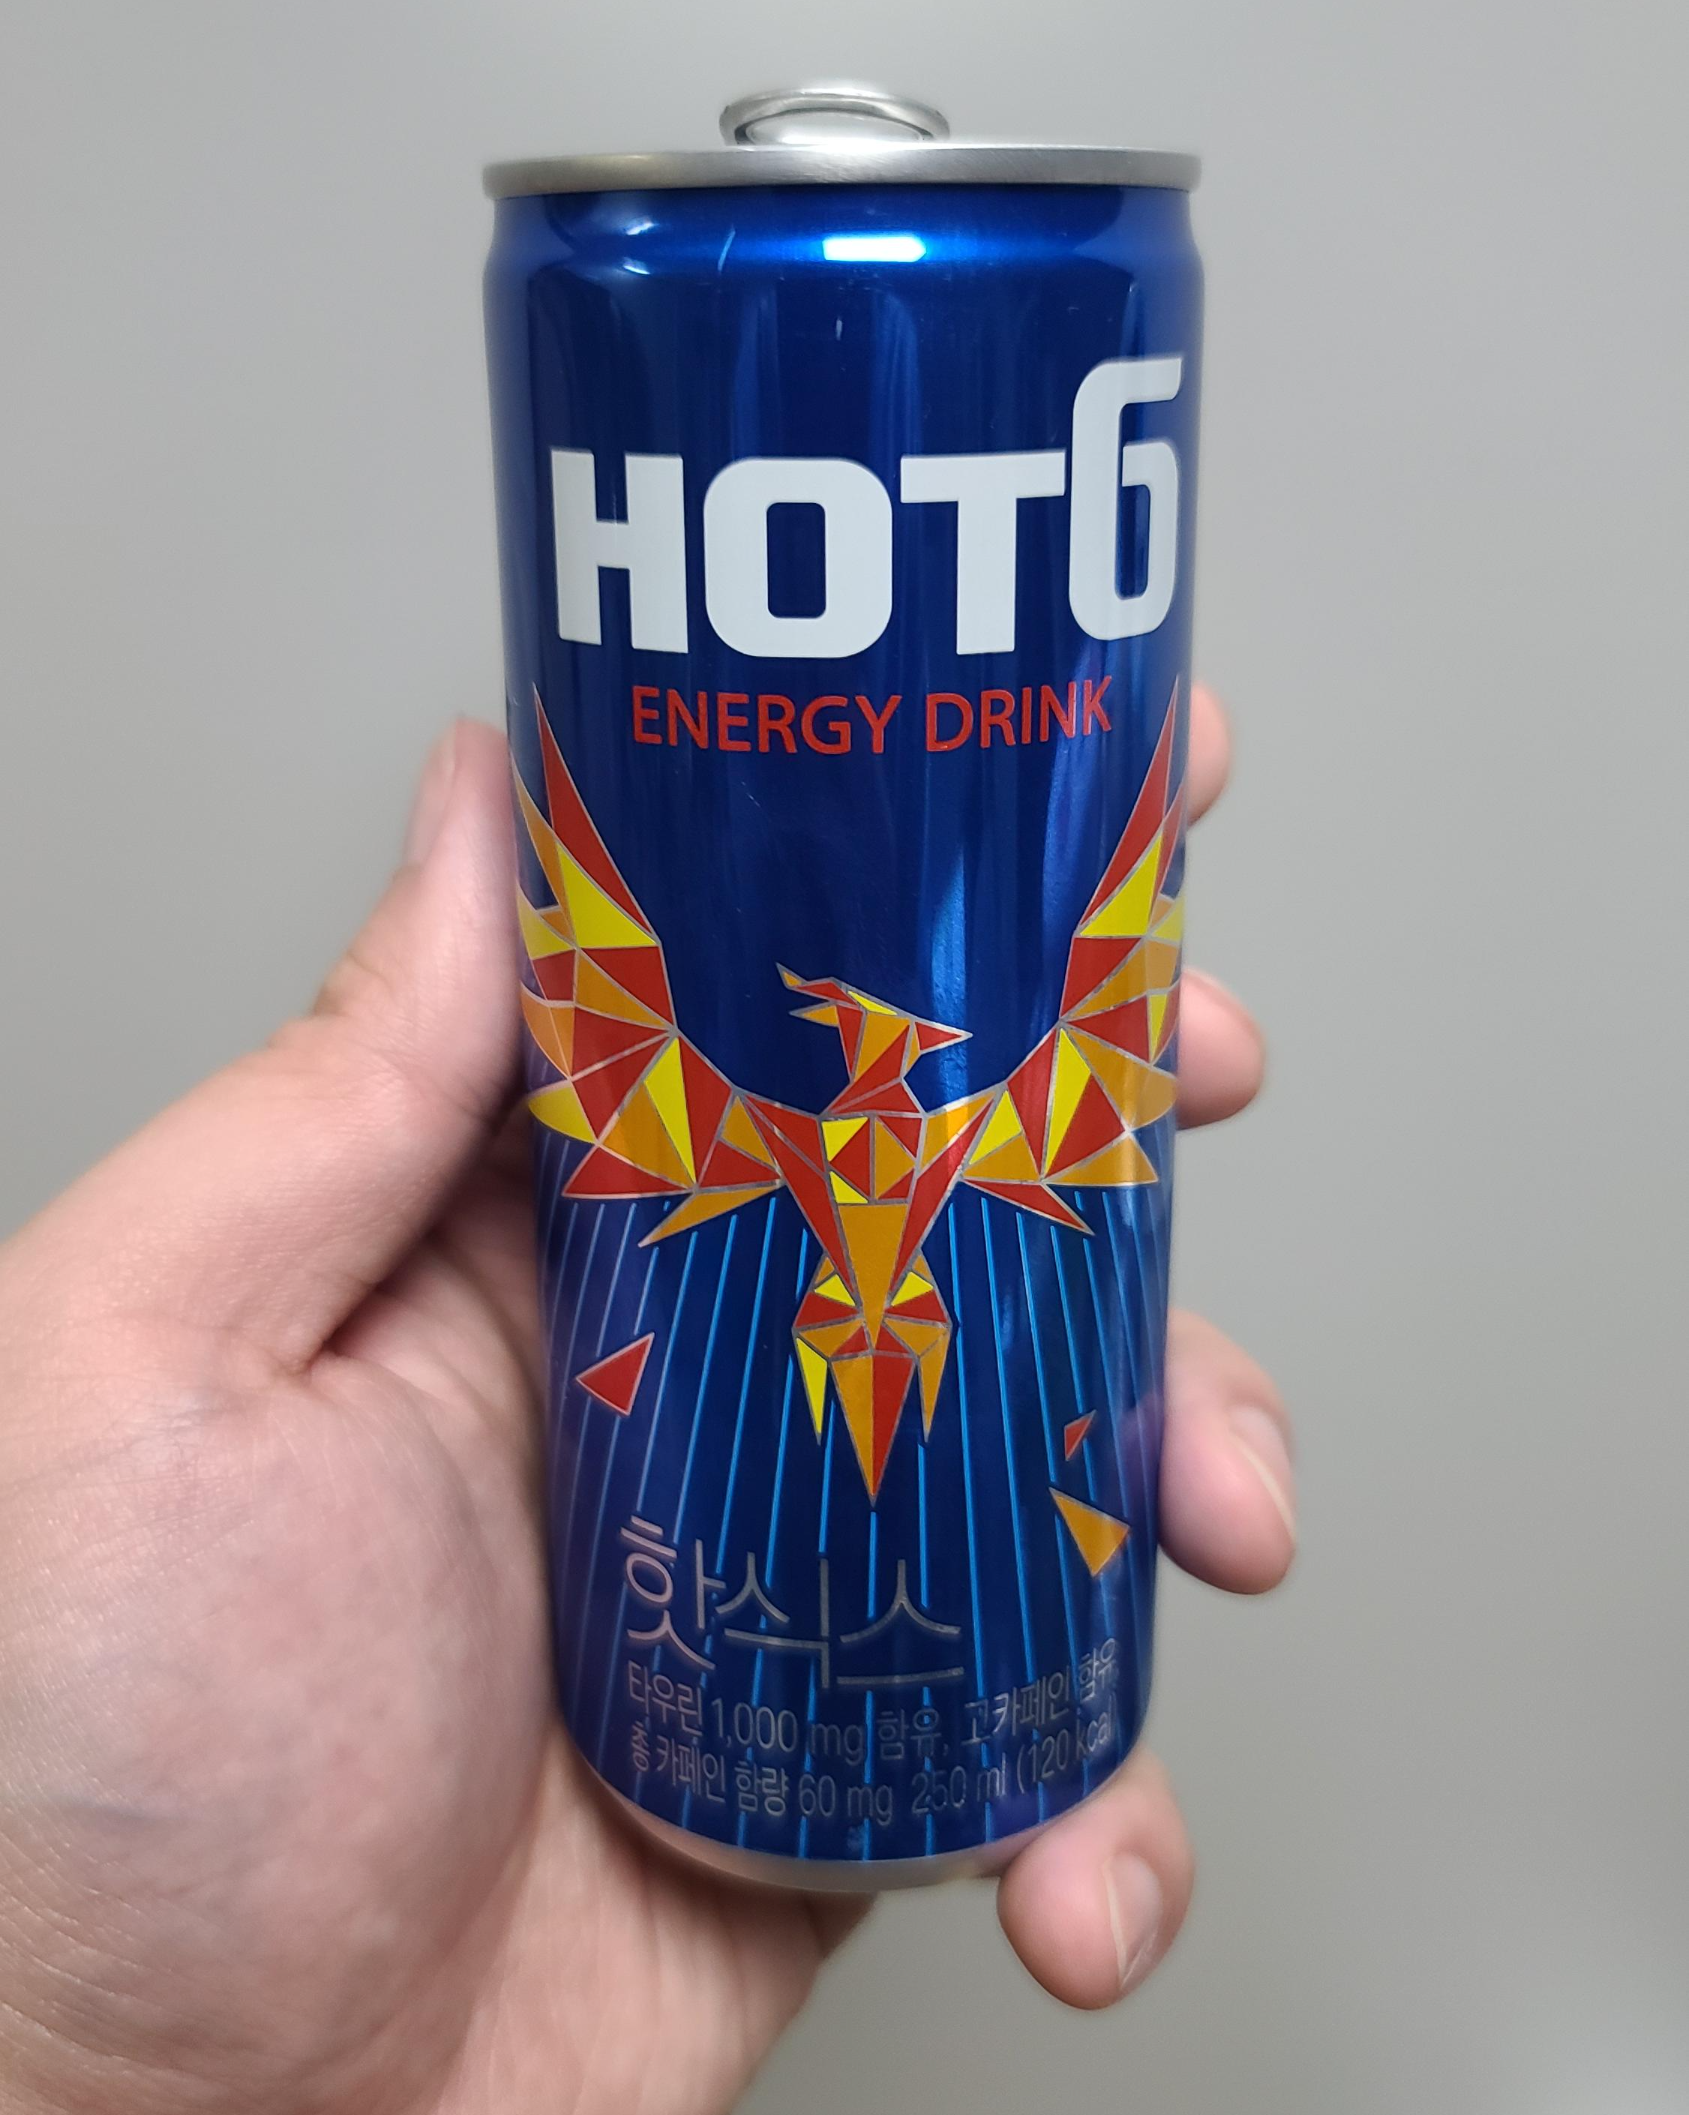 HOT6
ENERGY DRINK
핫식스
타우린 1,000 mg 함유, 고카페인 함유
총 카페인 함량 60 mg 250 ml (120 kcal)